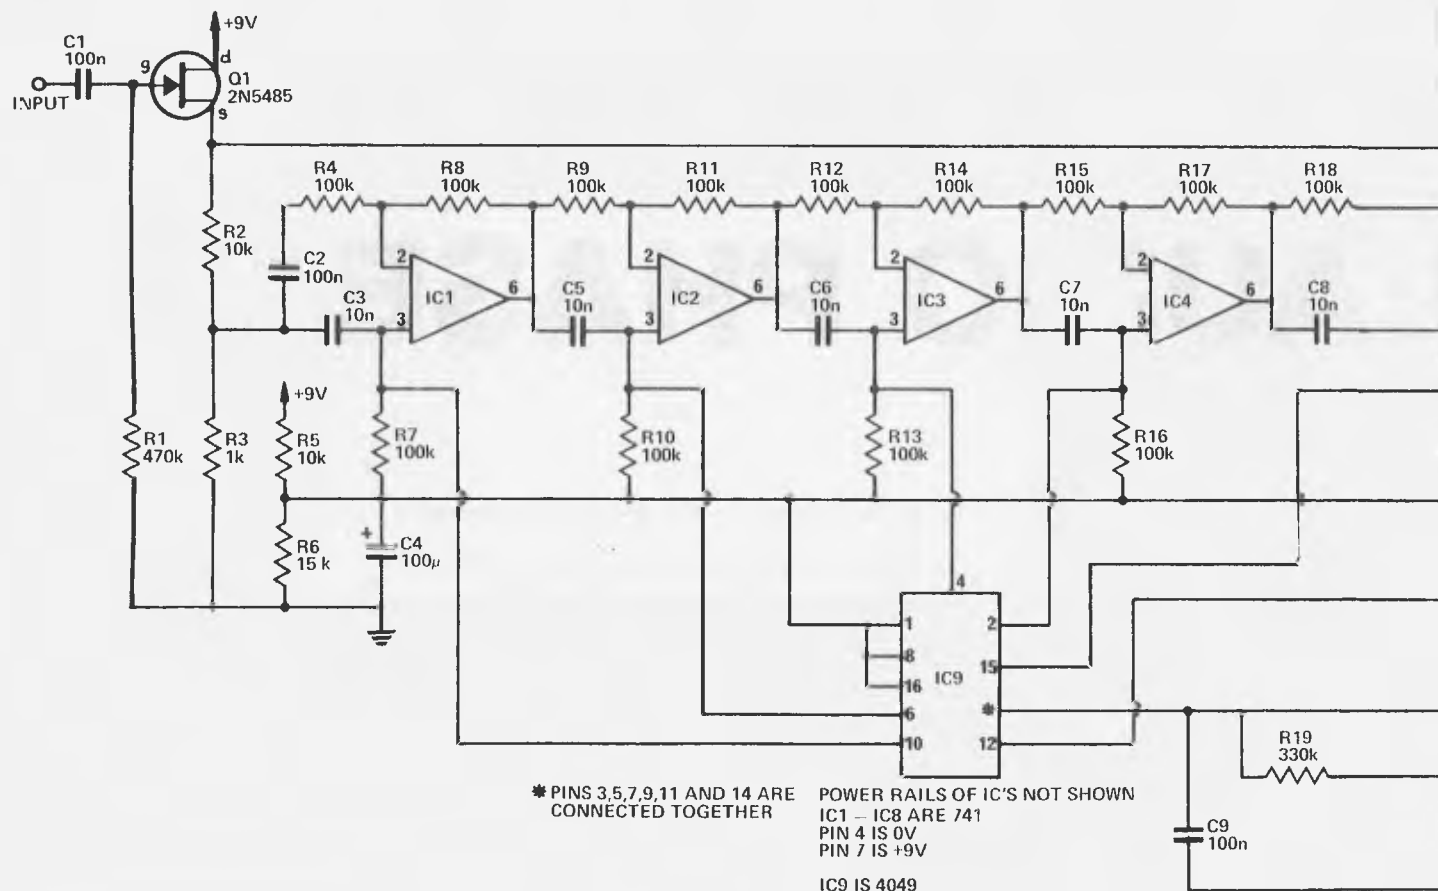 +9V
C1
100n
g
d
Q1
2N5485
s
INPUT
R4
100k
R8
100k
R9
100k
R11
100k
R12
100k
R14
100k
R15
100k
R17
100k
R18
100k
R2
10k
C2
100n
C3
10n
2
3
6
IC1
C5
10n
2
3
6
IC2
C6
10n
2
3
6
IC3
C7
10n
2
3
6
IC4
C8
10n
+9V
R1
470k
R3
1k
R5
10k
R7
100k
R10
100k
R13
100k
R16
100k
R6
15 k
+
C4
100µ
4
1
2
8
15
16
IC9
6
*
10
12
R19
330k
C9
100n
* PINS 3,5,7,9,11 AND 14 ARE
CONNECTED TOGETHER
POWER RAILS OF IC'S NOT SHOWN
IC1 – IC8 ARE 741
PIN 4 IS 0V
PIN 7 IS +9V
IC9 IS 4049